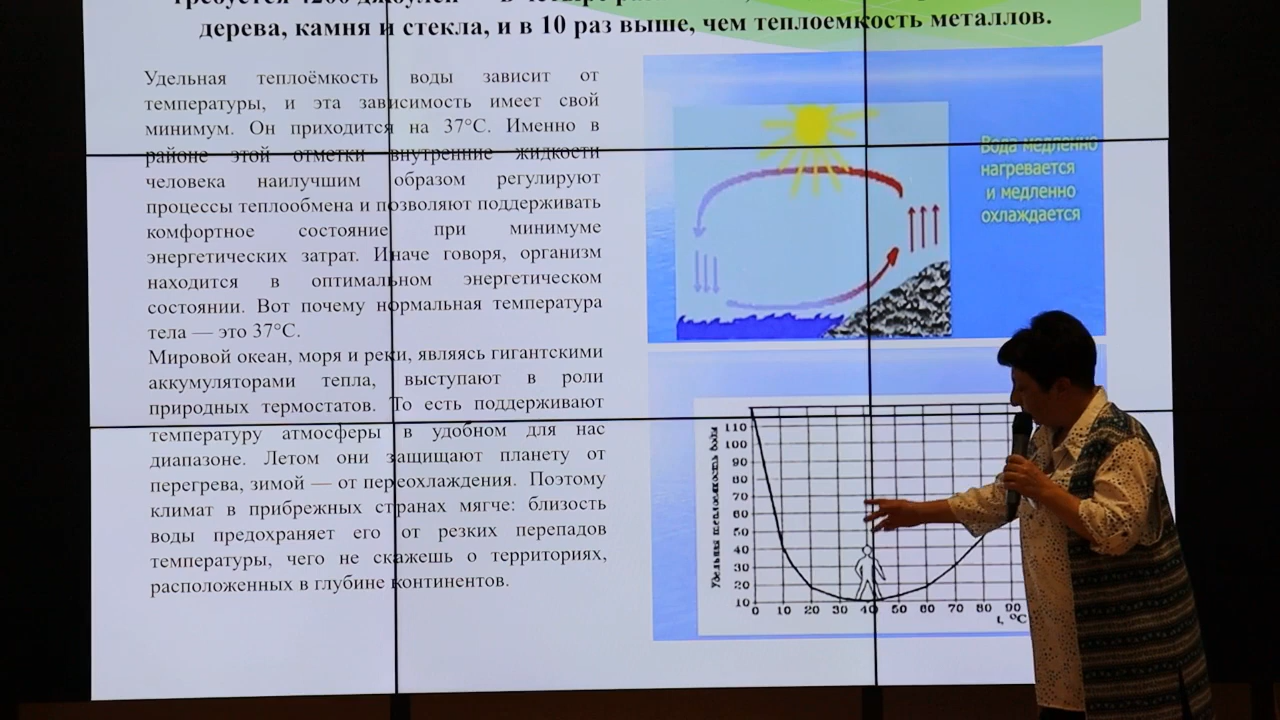 требуется 4200 джоулей — в четыре
дерева, камня и стекла, и в 10 раз выше, чем теплоемкость металлов.
Удельная теплоёмкость воды зависит от
температуры, и эта зависимость имеет свой
минимум. Он приходится на 37°С. Именно в
районе этой отметки внутренние жидкости
человека наилучшим образом регулируют
процессы теплообмена и позволяют поддерживать
комфортное состояние при минимуме
энергетических затрат. Иначе говоря, организм
находится в оптимальном энергетическом
состоянии. Вот почему нормальная температура
тела — это 37°С.
Мировой океан, моря и реки, являясь гигантскими
аккумуляторами тепла, выступают в роли
природных термостатов. То есть поддерживают
температуру атмосферы в удобном для нас
диапазоне. Летом они защищают планету от
перегрева, зимой — от переохлаждения. Поэтому
климат в прибрежных странах мягче: близость
воды предохраняет его от резких перепадов
температуры, чего не скажешь о территориях,
расположенных в глубине континентов.
Вода медленно
нагревается
и медленно
охлаждается
Удельная теплоемкость воды
110
100
90
80
70
60
50
40
30
20
10
0 10 20 30 40 50 60 70 80 90
t, °C